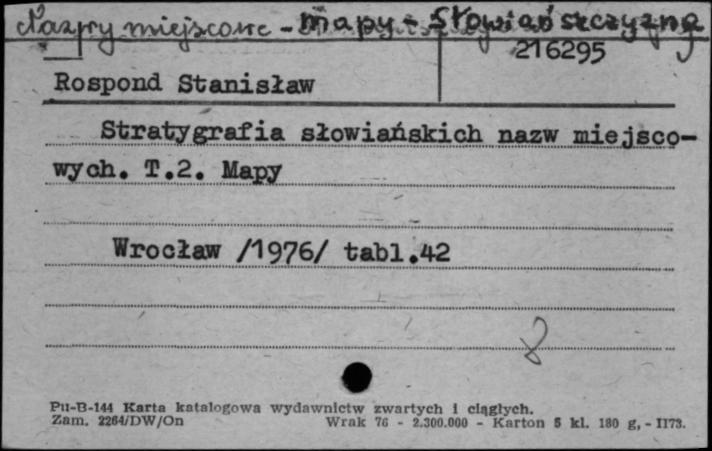 Nazwy miejscowe - mapy - Słowiańszczyzna
216295
Rospond Stanisław
Stratygrafia słowiańskich nazw miejsco-
wych. T.2. Mapy
Wrocław /1976/ tabl.42
8
Pu-B-144 Karta katalogowa wydawnictw zwartych i ciągłych.
Zam. 2264/DW/On Wrak 76 - 2.300.000 - Karton 5 kl. 180 g, - II73.